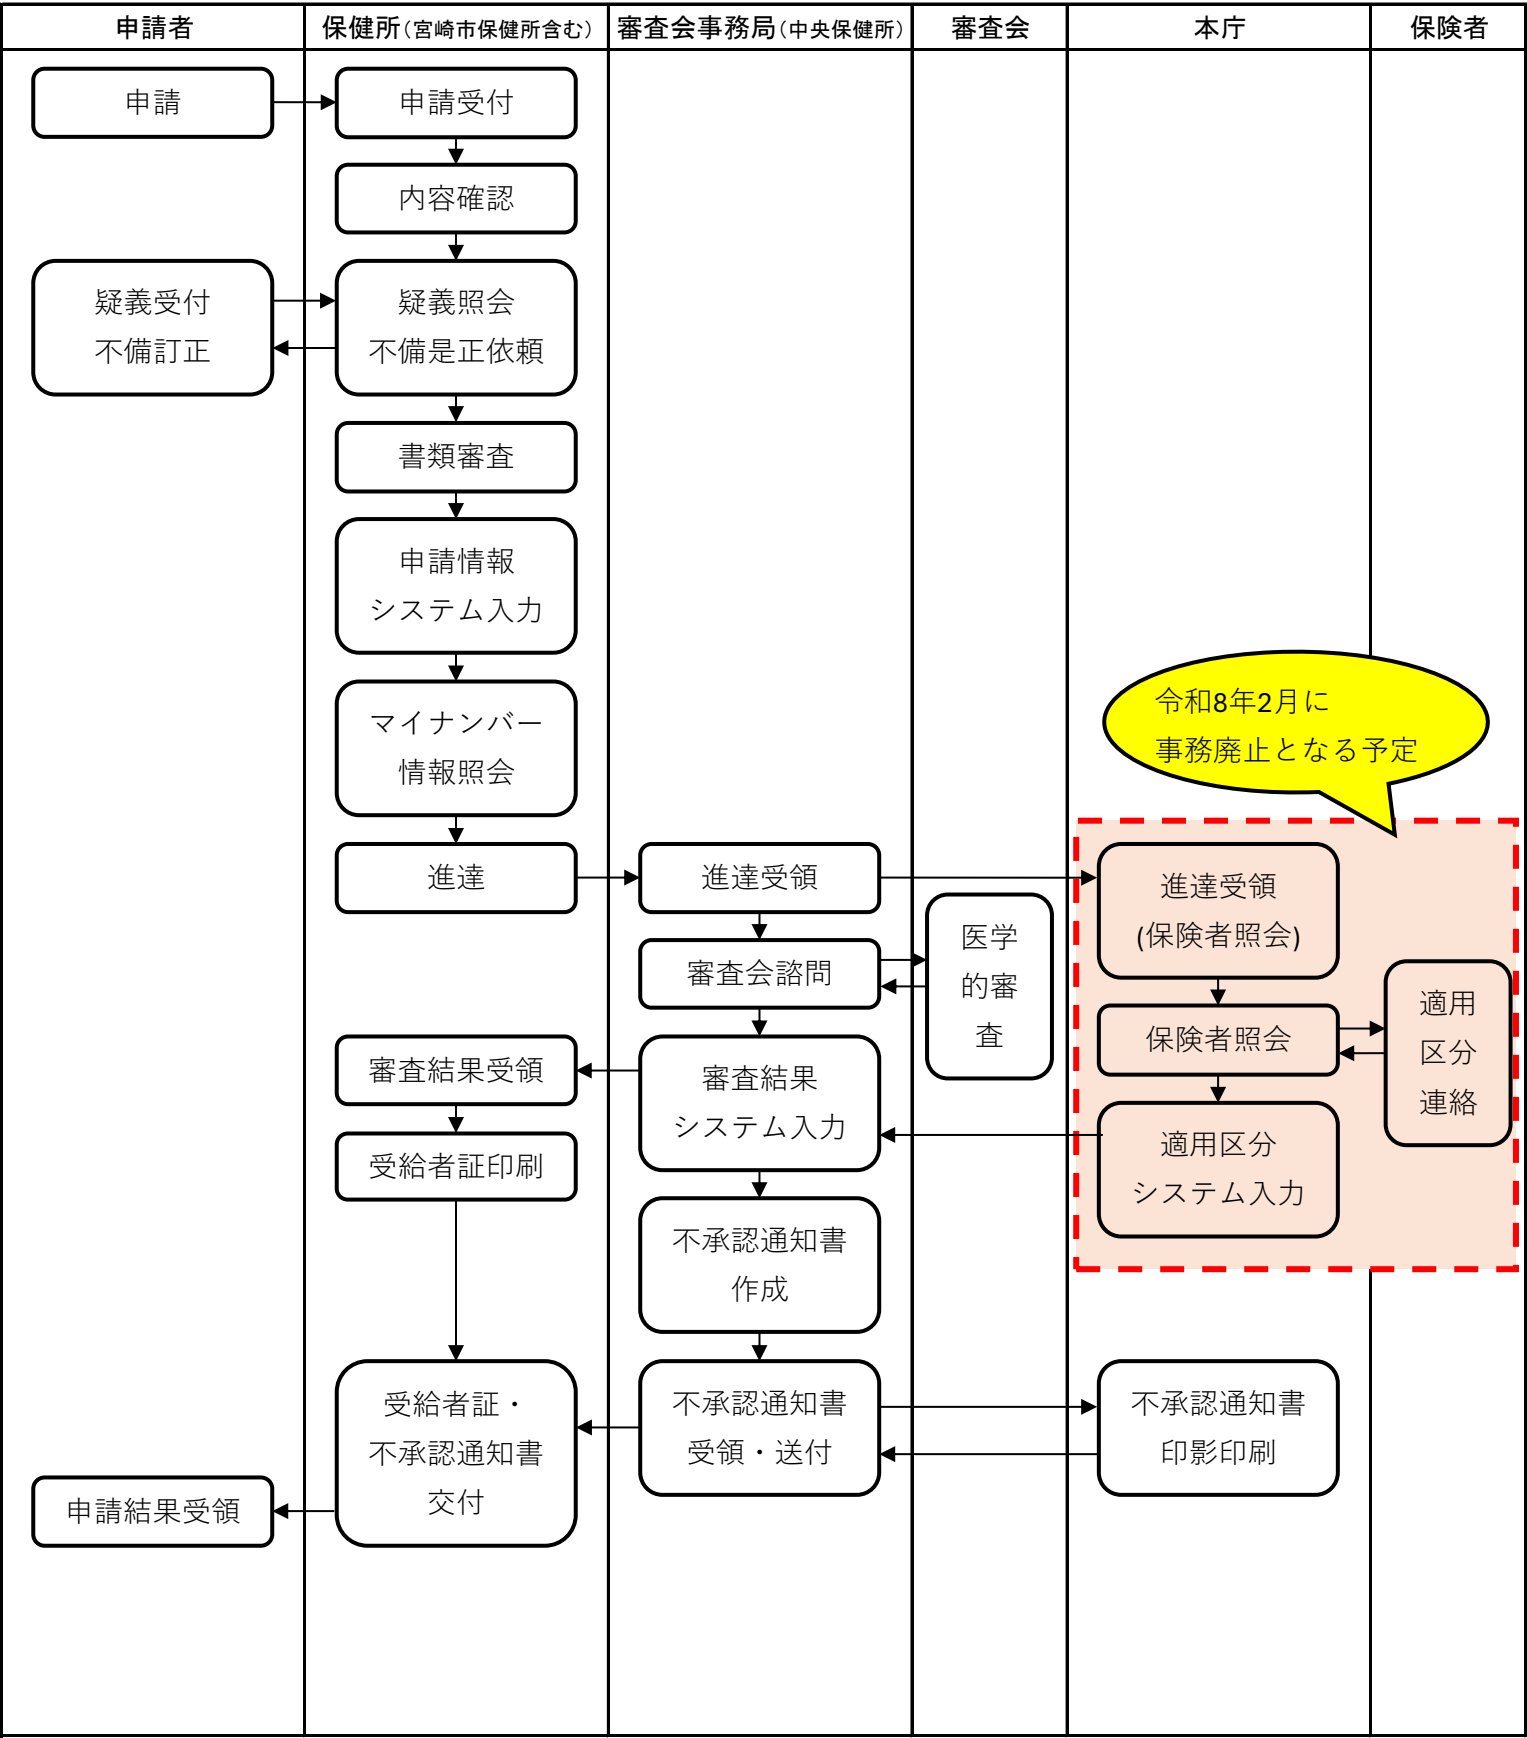 申請者
保健所(宮崎市保健所含む)
審査会事務局(中央保健所)
審査会
本庁
保険者
申請
申請受付
内容確認
疑義受付
不備訂正
疑義照会
不備是正依頼
書類審査
申請情報
システム入力
マイナンバー
情報照会
令和8年2月に
事務廃止となる予定
進達
進達受領
進達受領
(保険者照会)
審査会諮問
医学
的審
査
保険者照会
適用
区分
連絡
審査結果受領
審査結果
システム入力
適用区分
システム入力
受給者証印刷
不承認通知書
作成
受給者証・
不承認通知書
交付
不承認通知書
受領・送付
不承認通知書
印影印刷
申請結果受領